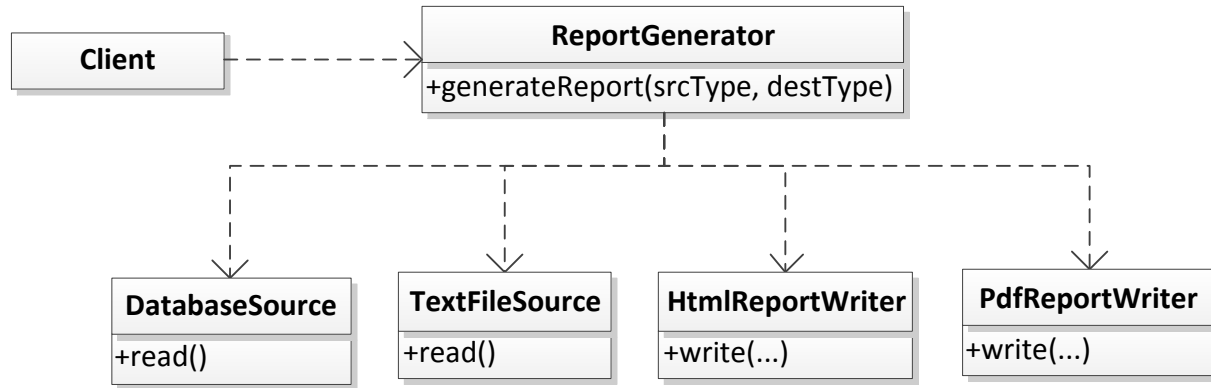 Client
ReportGenerator
+generateReport(srcType, destType)
DatabaseSource
+read()
TextFileSource
+read()
HtmlReportWriter
+write(...)
PdfReportWriter
+write(...)